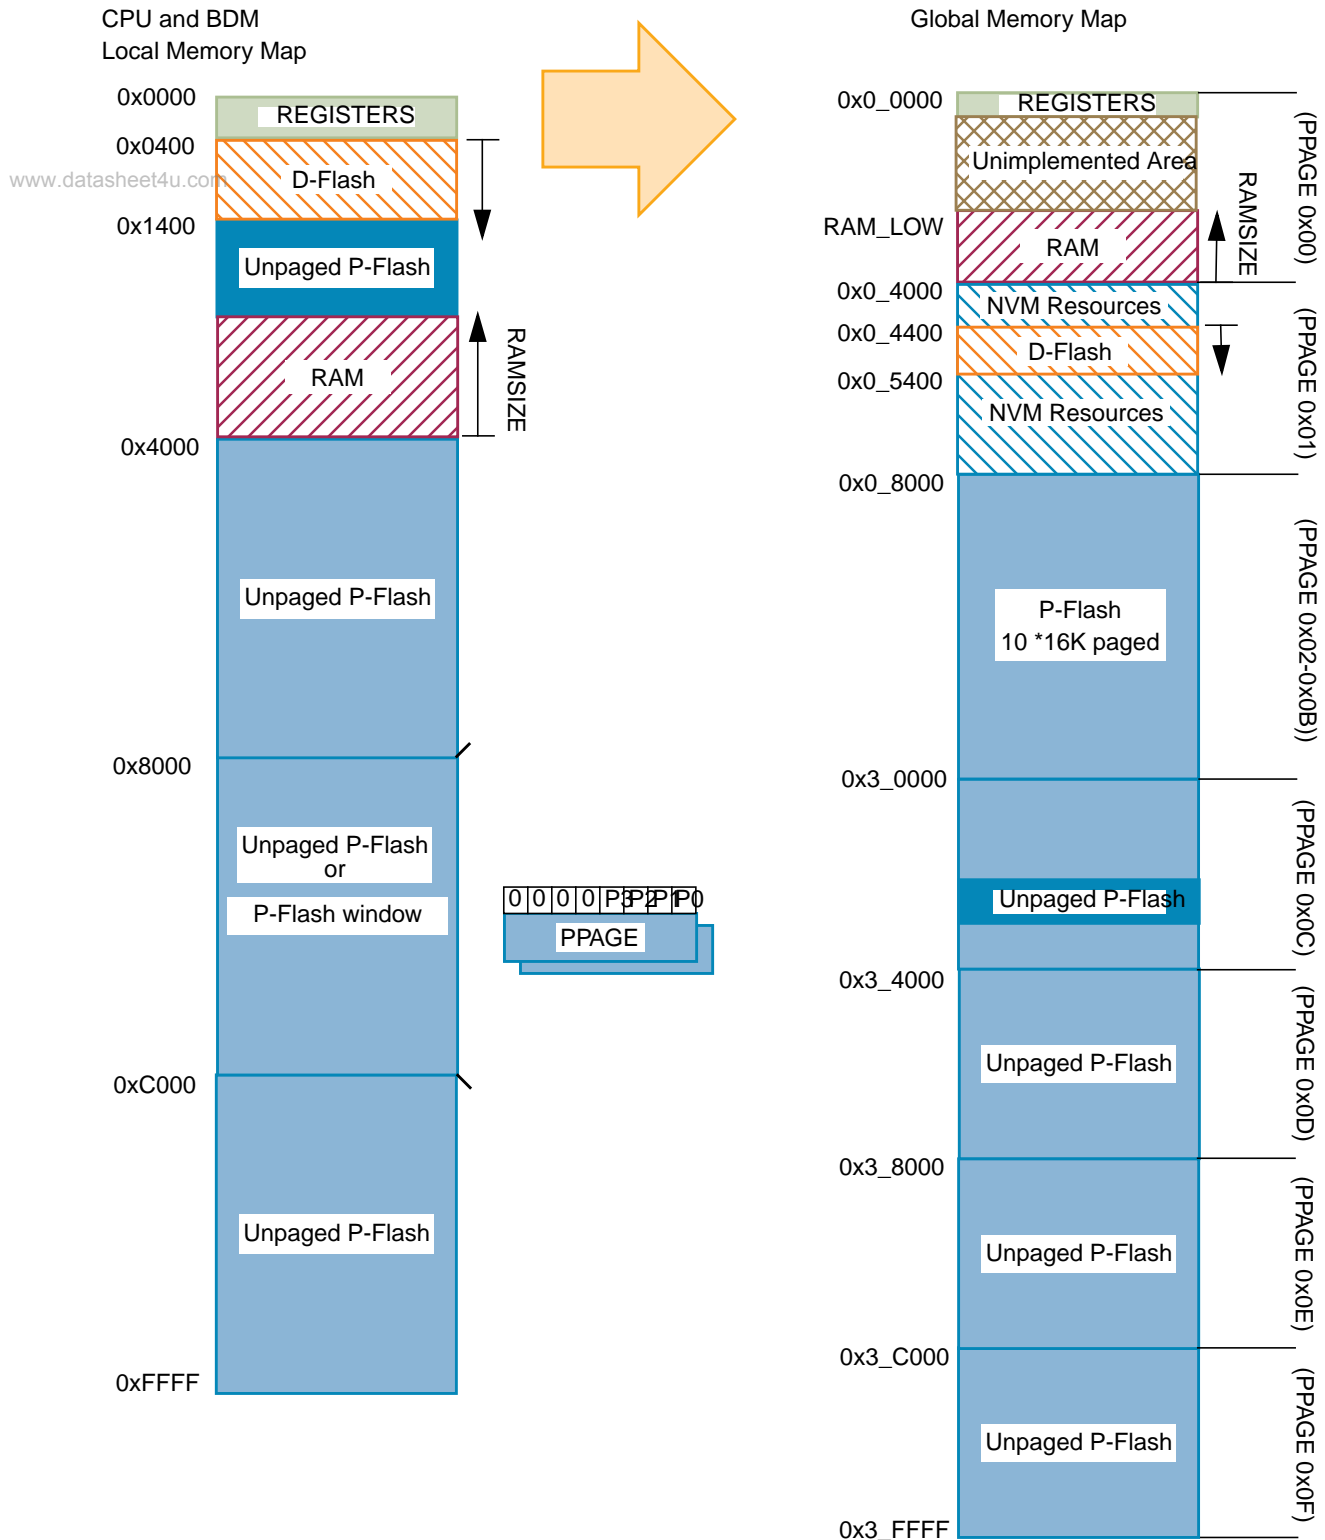 CPU and BDM
Local Memory Map
0x0000
REGISTERS
0x0400
www.datasheet4u.com
D-Flash
0x1400
Unpaged P-Flash
RAM
RAMSIZE
0x4000
Unpaged P-Flash
0x8000
Unpaged P-Flash
or
P-Flash window
0xC000
Unpaged P-Flash
0xFFFF
0 0 0 0 P3 P2 P1 P0
PPAGE
Global Memory Map
0x0_0000
REGISTERS
Unimplemented Area
RAM_LOW
RAM
RAMSIZE
(PPAGE 0x00)
0x0_4000
NVM Resources
0x0_4400
D-Flash
0x0_5400
NVM Resources
(PPAGE 0x01)
0x0_8000
P-Flash
10 *16K paged
(PPAGE 0x02-0x0B))
0x3_0000
Unpaged P-Flash
(PPAGE 0x0C)
0x3_4000
Unpaged P-Flash
(PPAGE 0x0D)
0x3_8000
Unpaged P-Flash
(PPAGE 0x0E)
0x3_C000
Unpaged P-Flash
(PPAGE 0x0F)
0x3_FFFF